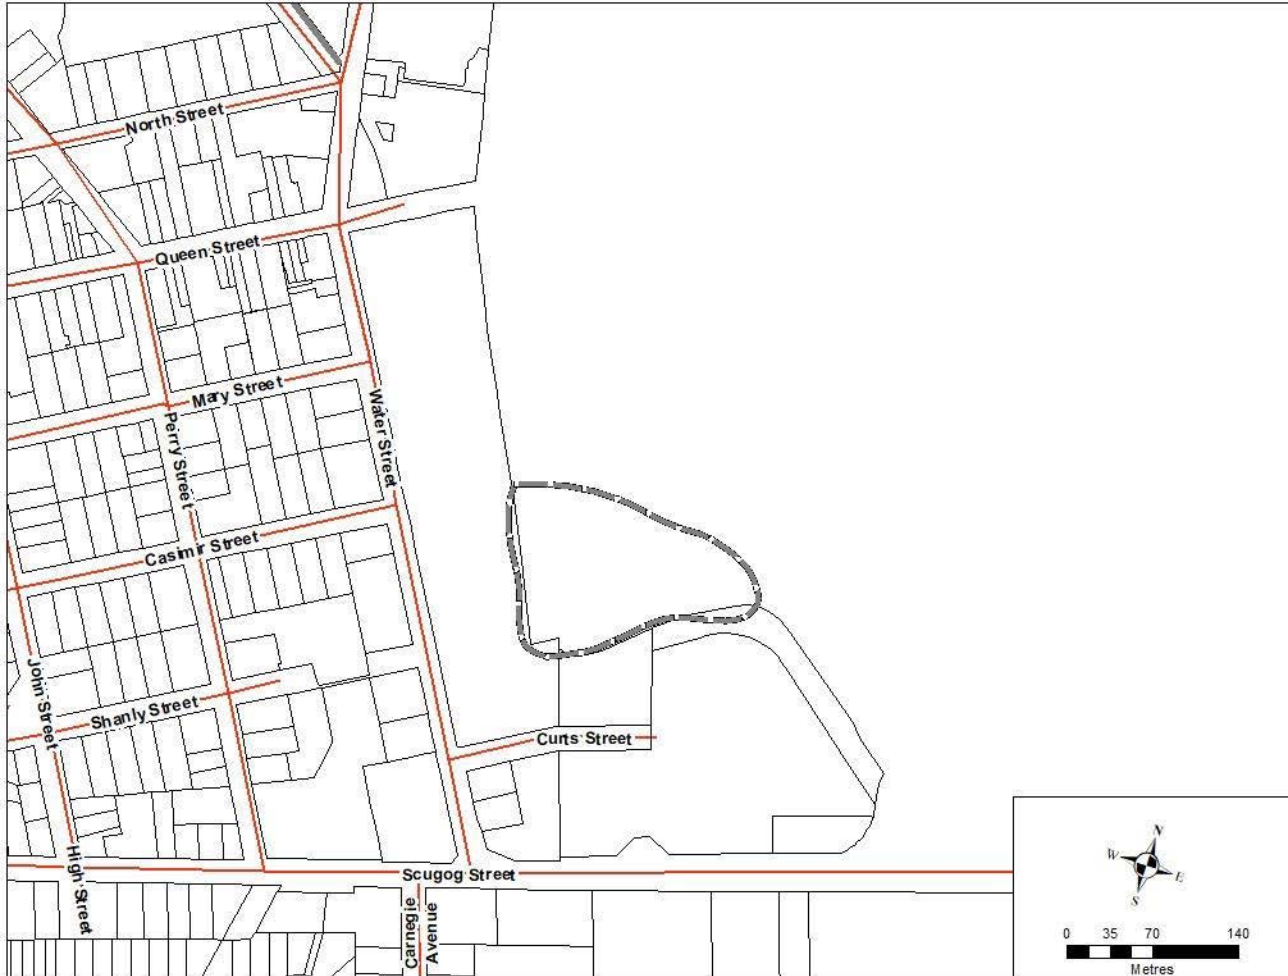 North Street
Queen Street
Mary Street
Water Street
Perry Street
Casimir Street
John Street
Shanly Street
Curts Street
High Street
Scugog Street
Carnegie
Avenue
N
W
E
S
0 35 70 140
Metres